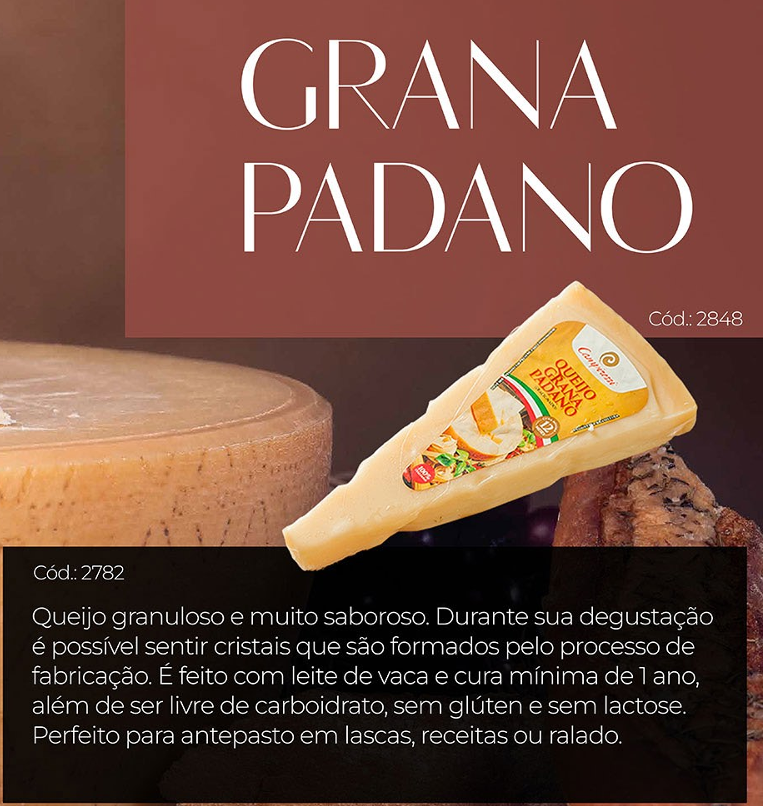 GRANA
PADANO
Cód.: 2848
QUEIJO
GRANA
PADANO
12
100%
Cód.: 2782
Queijo granuloso e muito saboroso. Durante sua degustação
é possível sentir cristais que são formados pelo processo de
fabricação. É feito com leite de vaca e cura mínima de 1 ano,
além de ser livre de carboidrato, sem glúten e sem lactose.
Perfeito para antepasto em lascas, receitas ou ralado.